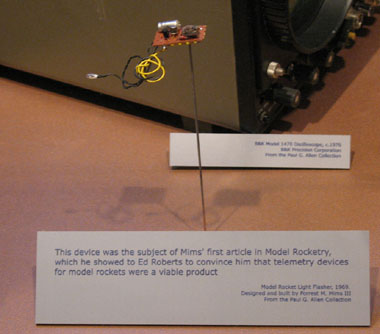 B&K Model 1470 Oscilloscope, c.1976
B&K Precision Corporation
From the Paul G. Allen Collection
This device was the subject of Mims' first article in Model Rocketry,
which he showed to Ed Roberts to convince him that telemetry devices
for model rockets were a viable product
Model Rocket Light Flasher, 1969
Designed and built by Forrest M. Mims III
From the Paul G. Allen Collection